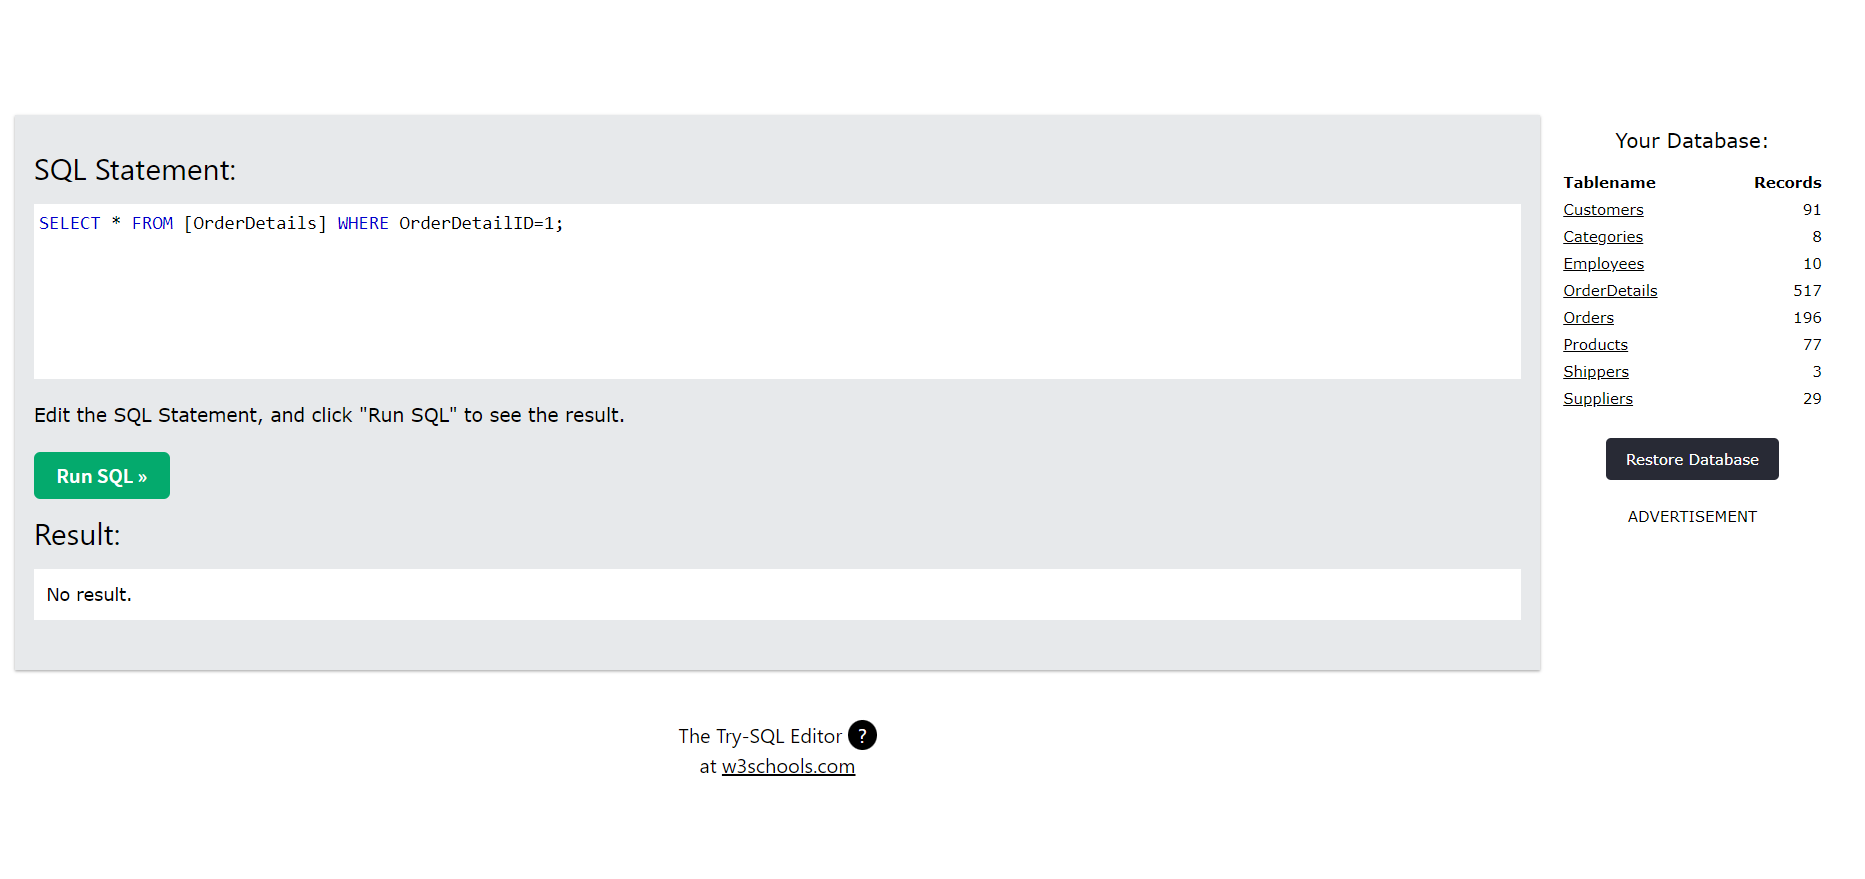 SQL Statement:
SELECT * FROM [OrderDetails] WHERE OrderDetailID=1;
Edit the SQL Statement, and click "Run SQL" to see the result.
Run SQL »
Result:
No result.
The Try-SQL Editor ?
at w3schools.com
Your Database:
Tablename Records
Customers 91
Categories 8
Employees 10
OrderDetails 517
Orders 196
Products 77
Shippers 3
Suppliers 29
Restore Database
ADVERTISEMENT